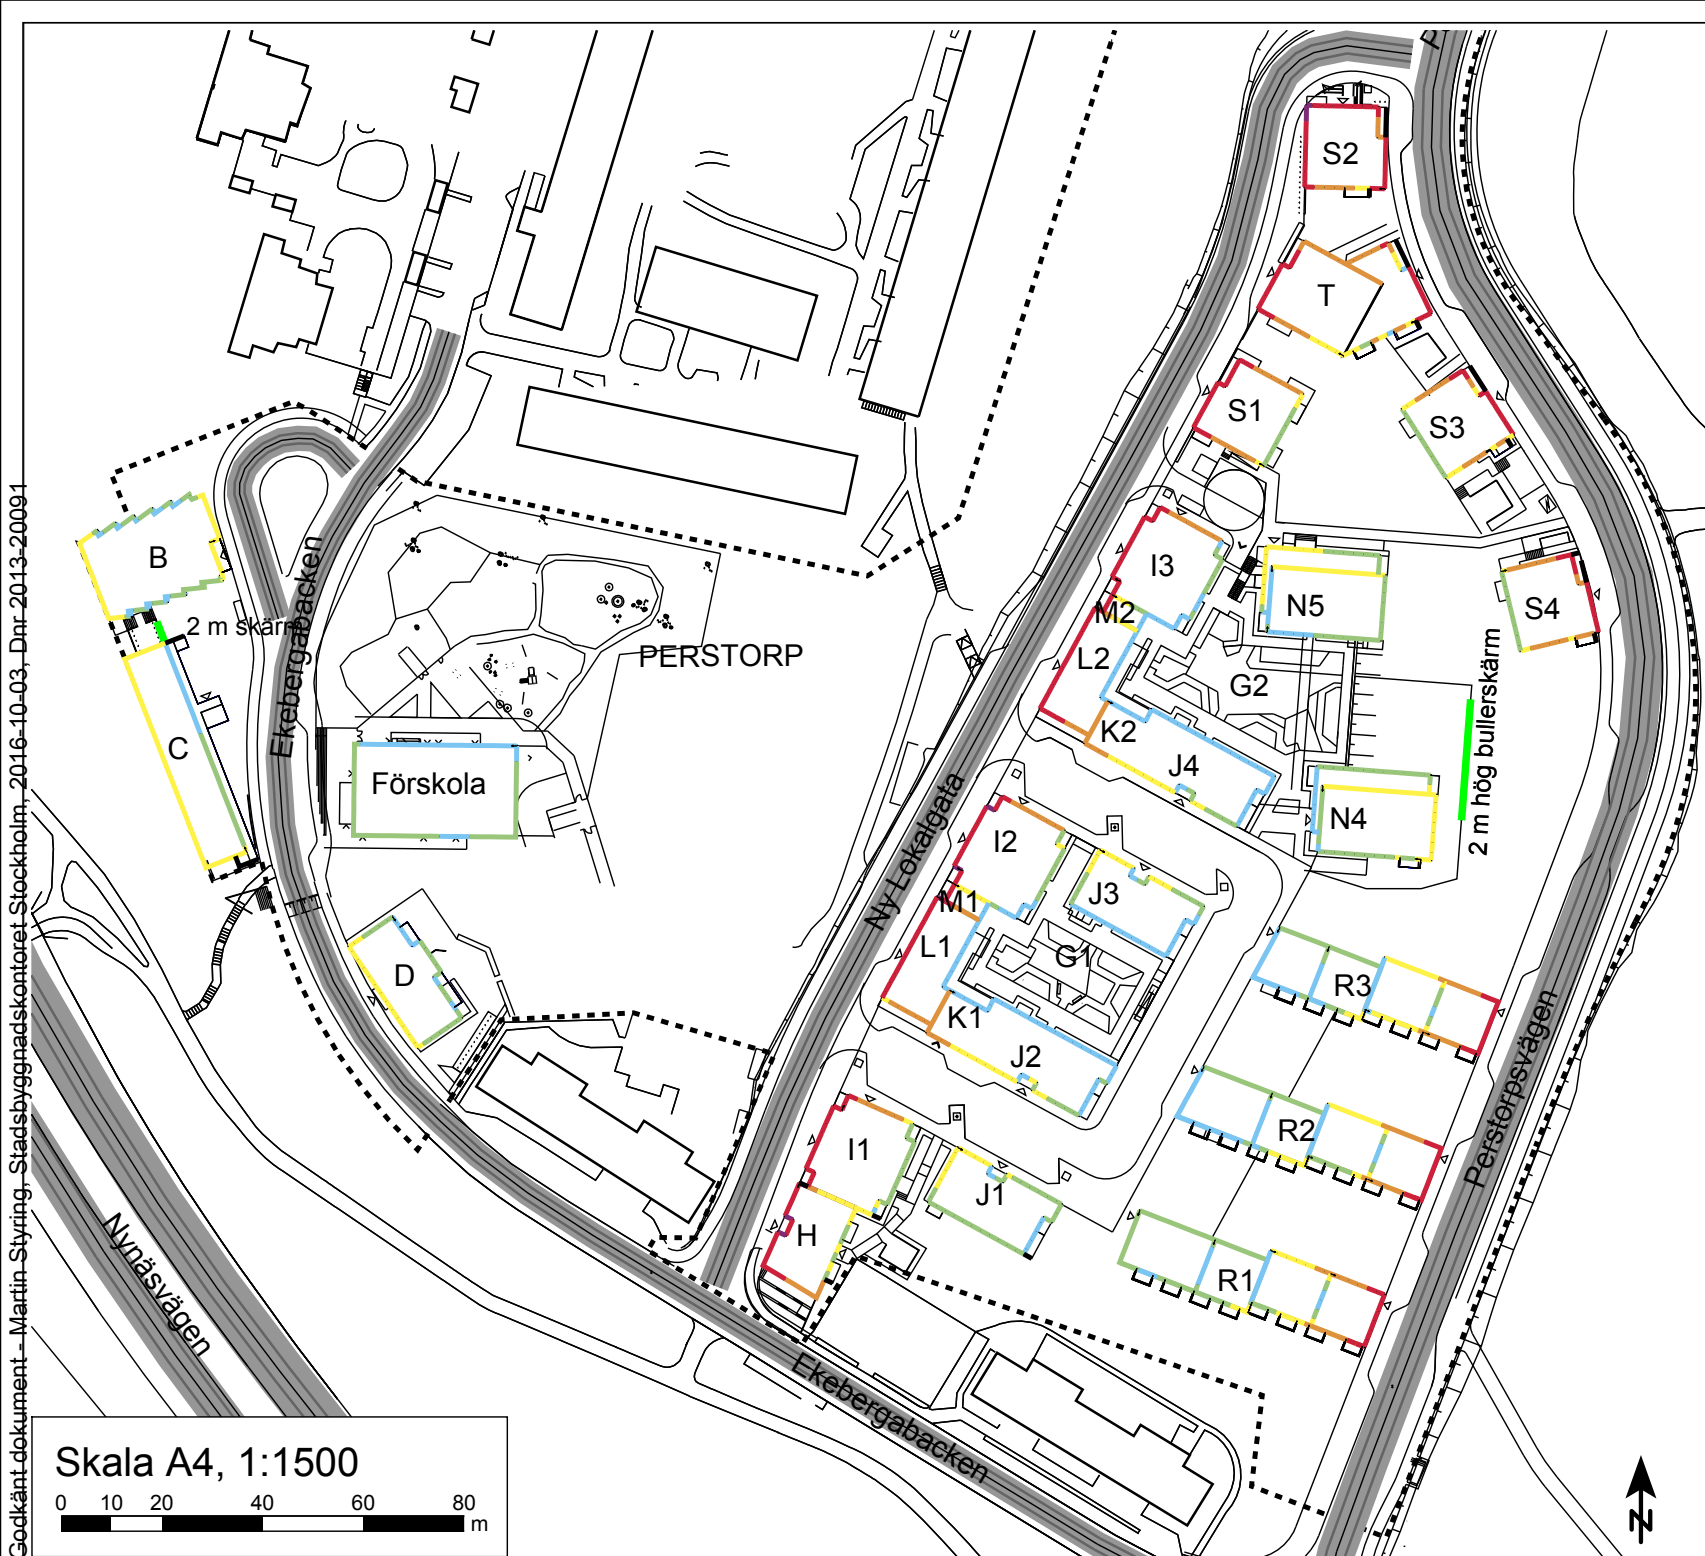 P
S2
T
S1
S3
B
I3
N5
M2
S4
2 m skärm
Ekebergabacken
PERSTORP
L2
G2
C
K2
J4
2 m hög bullerskärm
Förskola
N4
I2
Ny Lokalgata
J3
M1
L1
G1
D
R3
K1
J2
Perstorpsvägen
R2
I1
J1
H
R1
Nynäsvägen
Ekebergabacken
Skala A4, 1:1500
0 10 20 40 60 80
m
N
Godkänt dokument - Martin Styring, Stadsbyggnadskontoret Stockholm, 2016-10-03, Dnr 2013-20091